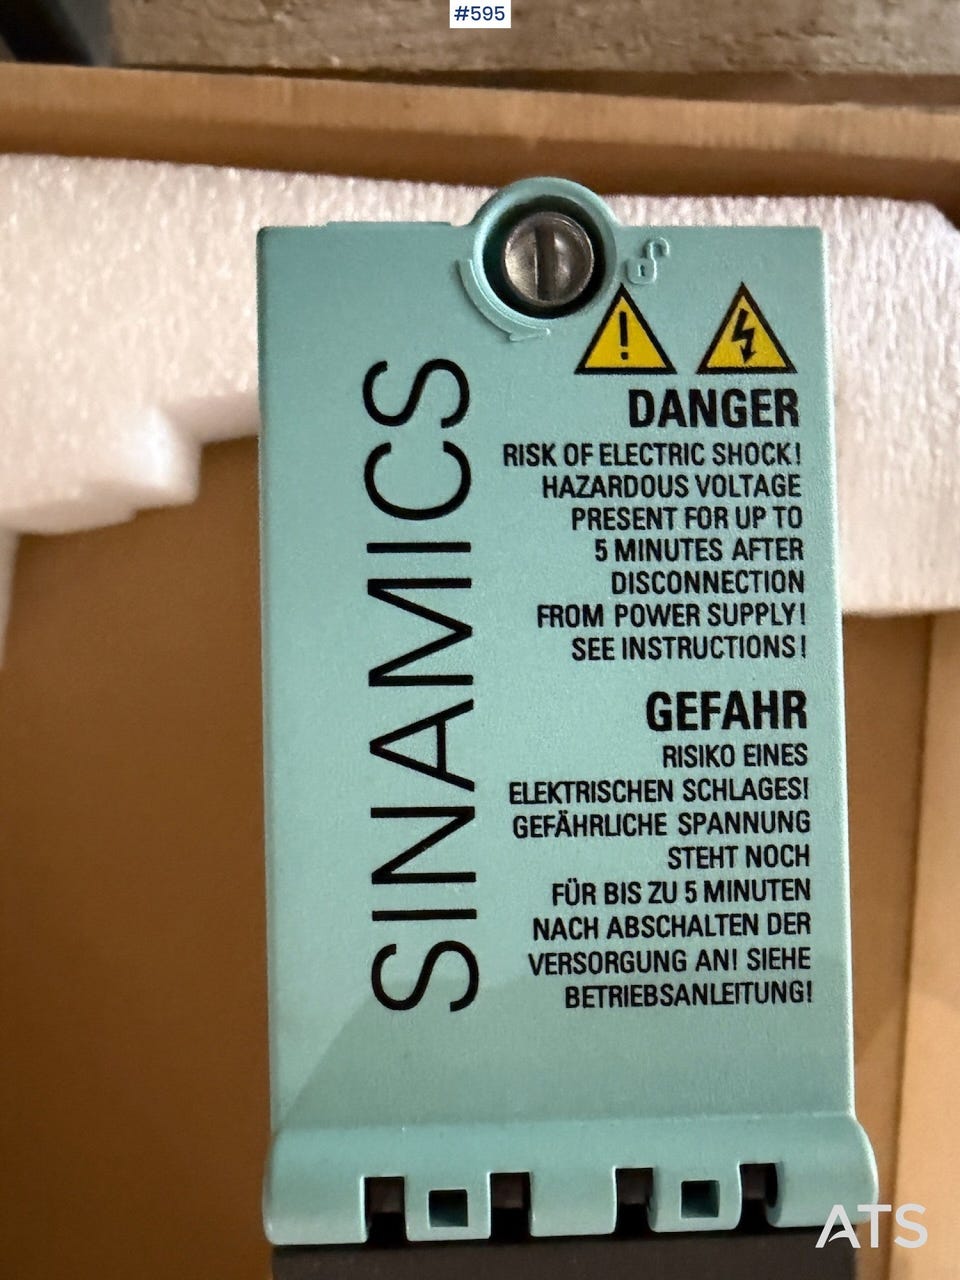 #595
SINAMICS
DANGER
RISK OF ELECTRIC SHOCK!
HAZARDOUS VOLTAGE
PRESENT FOR UP TO
5 MINUTES AFTER
DISCONNECTION
FROM POWER SUPPLY!
SEE INSTRUCTIONS!
GEFAHR
RISIKO EINES
ELEKTRISCHEN SCHLAGES!
GEFÄHRLICHE SPANNUNG
STEHT NOCH
FÜR BIS ZU 5 MINUTEN
NACH ABSCHALTEN DER
VERSORGUNG AN! SIEHE
BETRIEBSANLEITUNG!
ATS